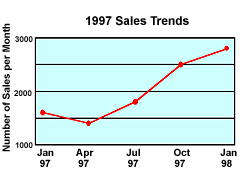 1997 Sales Trends
Number of Sales per Month
3000
2000
1000
Jan Apr Jul Oct Jan
97 97 97 97 98